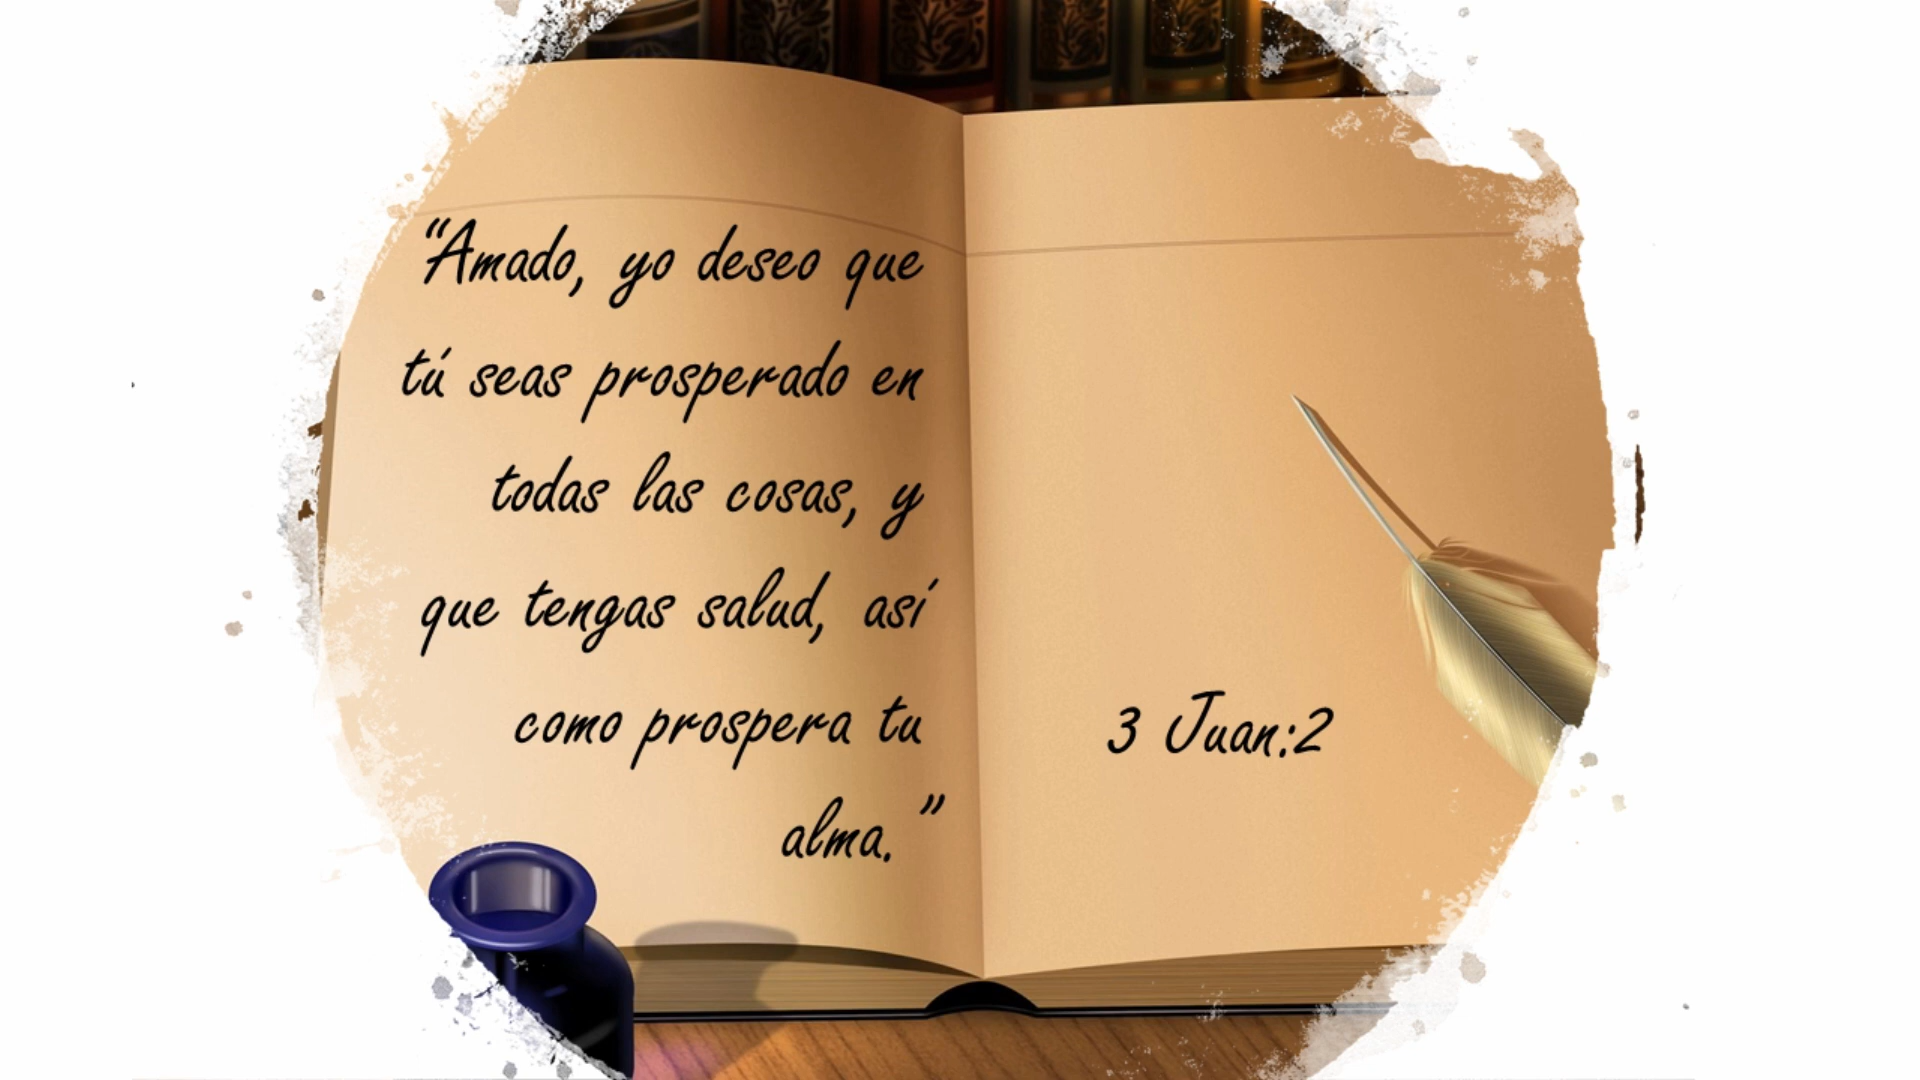 “Amado, yo deseo que
tú seas prosperado en
todas las cosas, y
que tengas salud, así
como prospera tu
alma.”
3 Juan:2